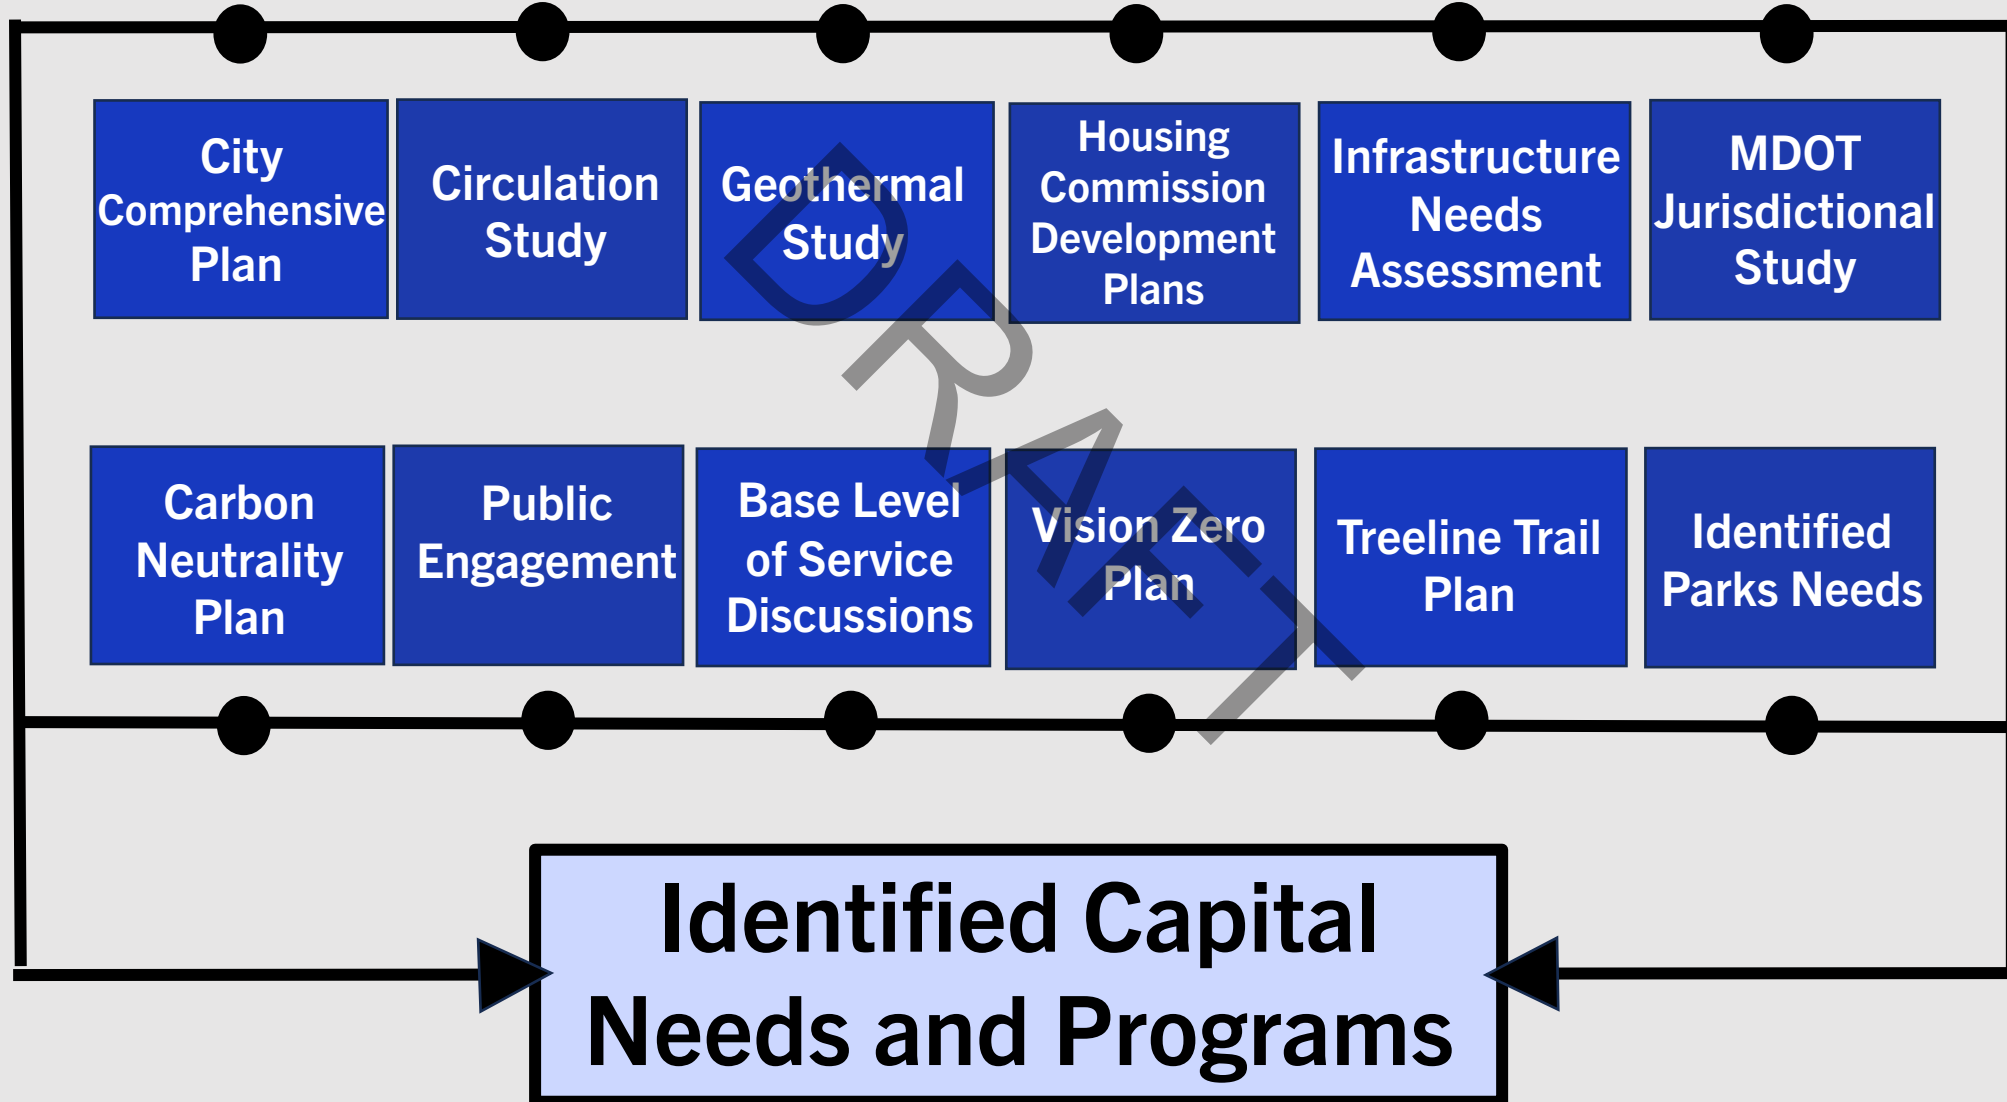 City
Comprehensive
Plan
Circulation
Study
Geothermal
Study
Housing
Commission
Development
Plans
Infrastructure
Needs
Assessment
MDOT
Jurisdictional
Study
Carbon
Neutrality
Plan
Public
Engagement
Base Level
of Service
Discussions
Vision Zero
Plan
Treeline Trail
Plan
Identified
Parks Needs
DRAFT
Identified Capital
Needs and Programs